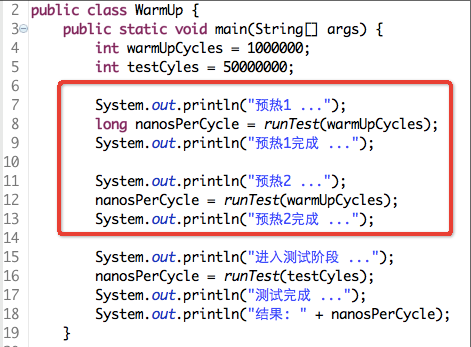 2 public class WarmUp {
3 public static void main(String[] args) {
4 int warmUpCycles = 1000000;
5 int testCyles = 50000000;
6
7 System.out.println("预热1 ...");
8 long nanosPerCycle = runTest(warmUpCycles);
9 System.out.println("预热1完成 ...");
10
11 System.out.println("预热2 ...");
12 nanosPerCycle = runTest(warmUpCycles);
13 System.out.println("预热2完成 ...");
14
15 System.out.println("进入测试阶段 ...");
16 nanosPerCycle = runTest(testCyles);
17 System.out.println("测试完成 ...");
18 System.out.println("结果: " + nanosPerCycle);
19 }